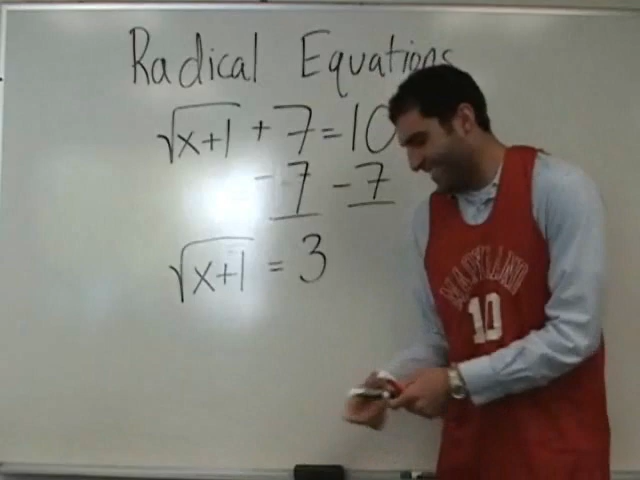 Radical Equations
√x+1 + 7 = 10
- 7 - 7
√x+1 = 3
MARYLAND
10